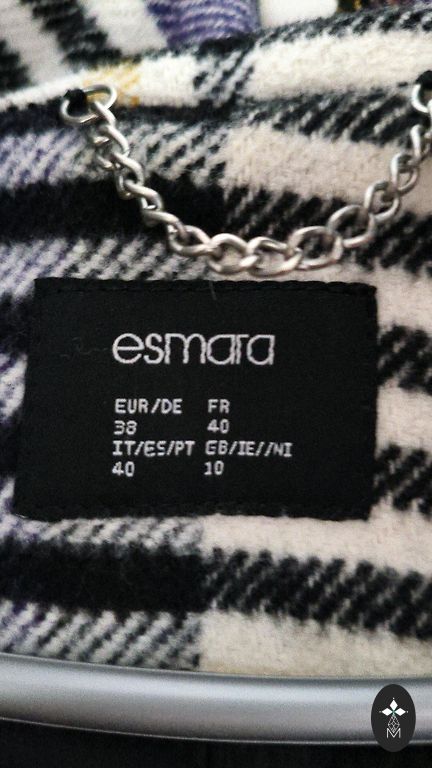 esmara
EUR/DE FR
38 40
IT/ES/PT GB/IE//NI
40 10
M